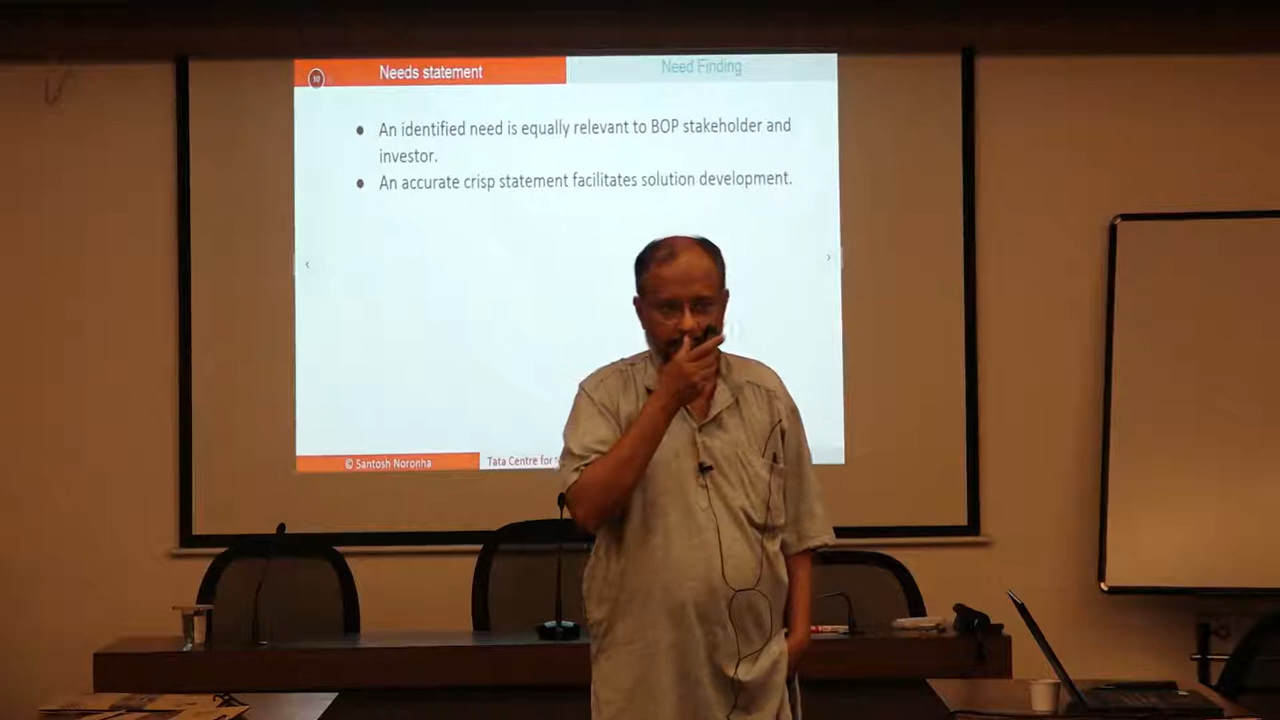 10
Needs statement
Need Finding
● An identified need is equally relevant to BOP stakeholder and
investor.
● An accurate crisp statement facilitates solution development.
© Santosh Noronha
Tata Centre for